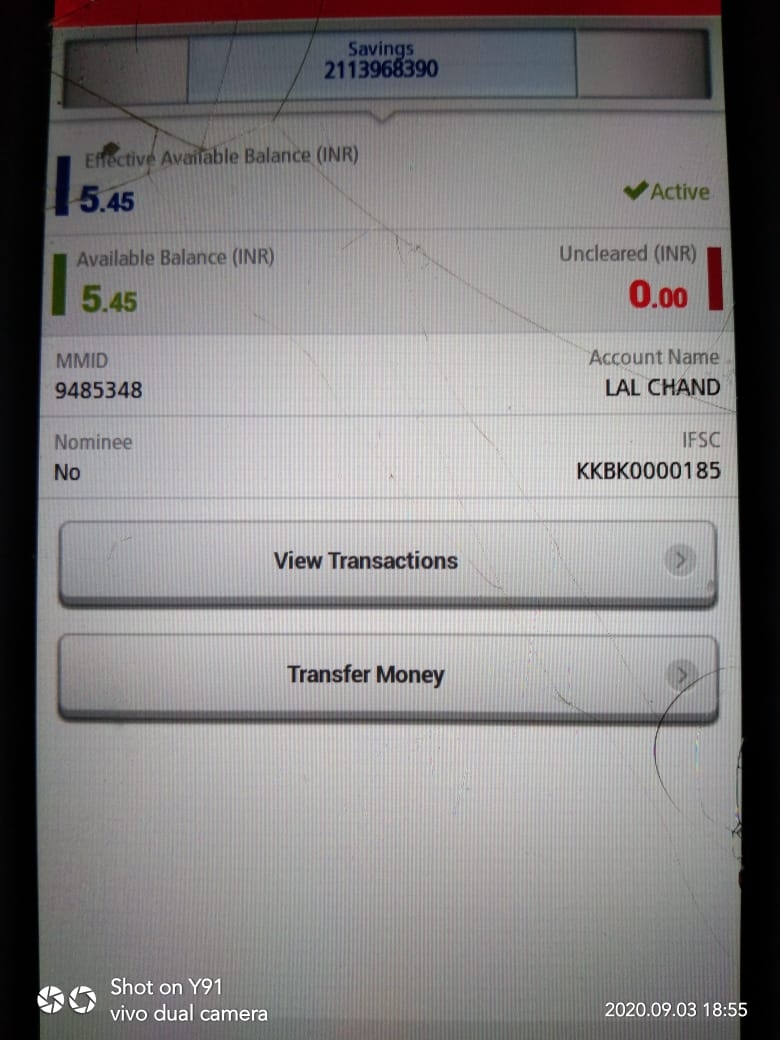 Savings
2113968390
Effective Available Balance (INR)
5.45
Active
Available Balance (INR)
Uncleared (INR)
5.45
0.00
MMID
Account Name
9485348
LAL CHAND
Nominee
IFSC
No
KKBK0000185
View Transactions
Transfer Money
Shot on Y91
vivo dual camera
2020.09.03 18:55